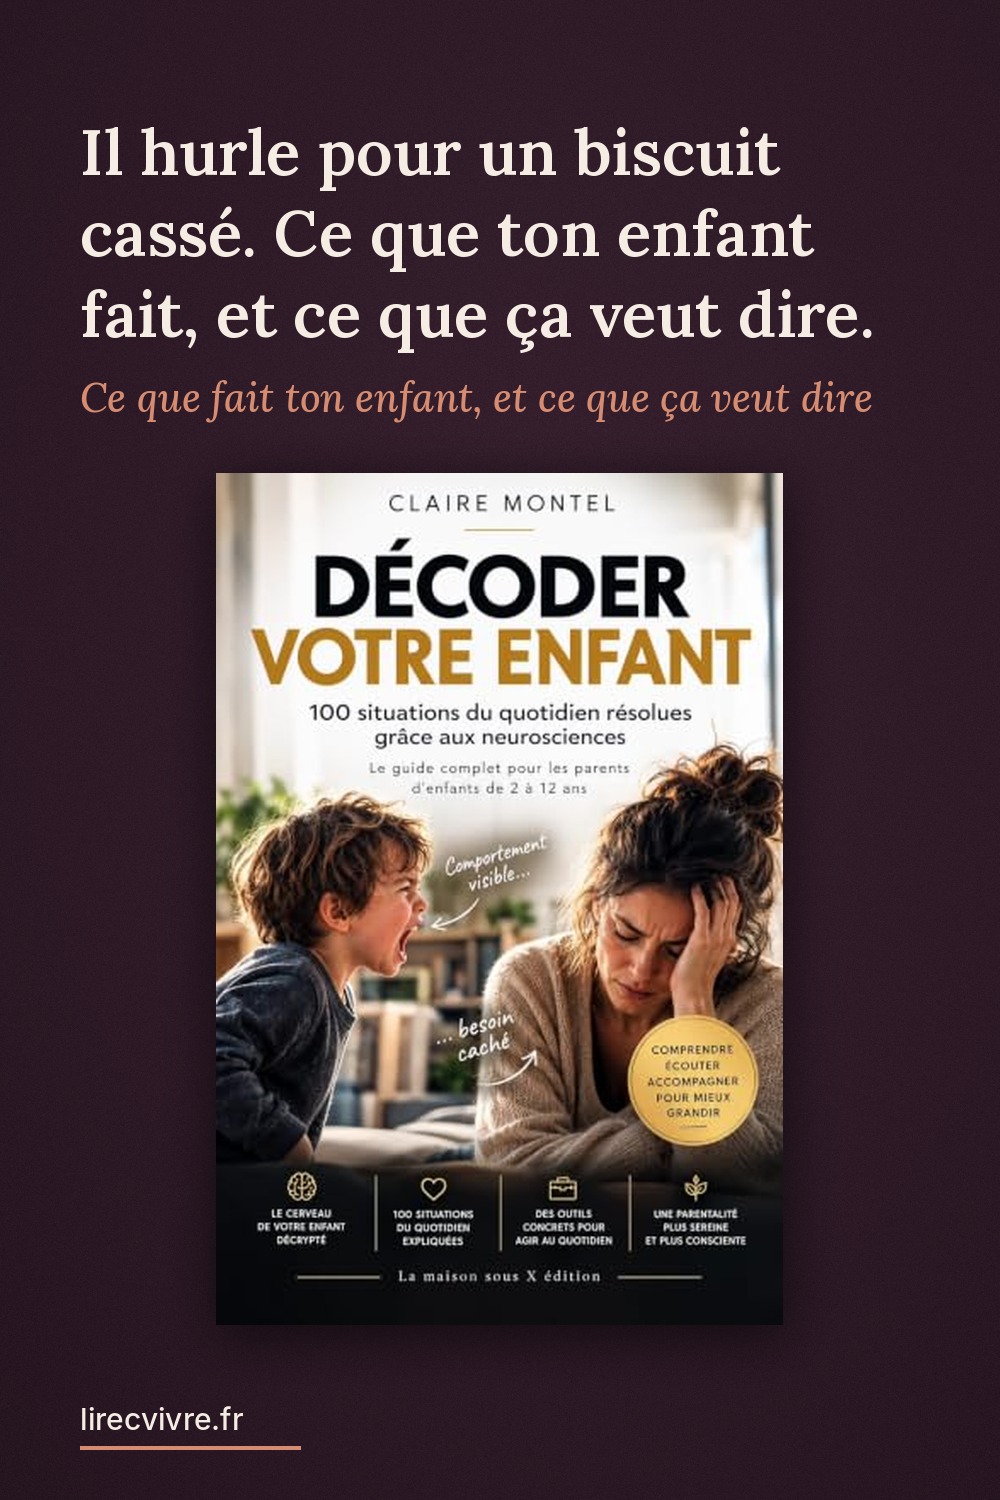 Il hurle pour un biscuit
cassé. Ce que ton enfant
fait, et ce que ça veut dire.
Ce que fait ton enfant, et ce que ça veut dire
CLAIRE MONTEL
DÉCODER
VOTRE ENFANT
100 situations du quotidien résolues
grâce aux neurosciences
Le guide complet pour les parents
d'enfants de 2 à 12 ans
Comportement
visible...
... besoin
caché
COMPRENDRE
ÉCOUTER
ACCOMPAGNER
POUR MIEUX
GRANDIR
LE CERVEAU
DE VOTRE ENFANT
DÉCRYPTÉ
100 SITUATIONS
DU QUOTIDIEN
EXPLIQUÉES
DES OUTILS
CONCRETS POUR
AGIR AU QUOTIDIEN
UNE PARENTALITÉ
PLUS SEREINE
ET PLUS CONSCIENTE
La maison sous X édition
lirecvivre.fr